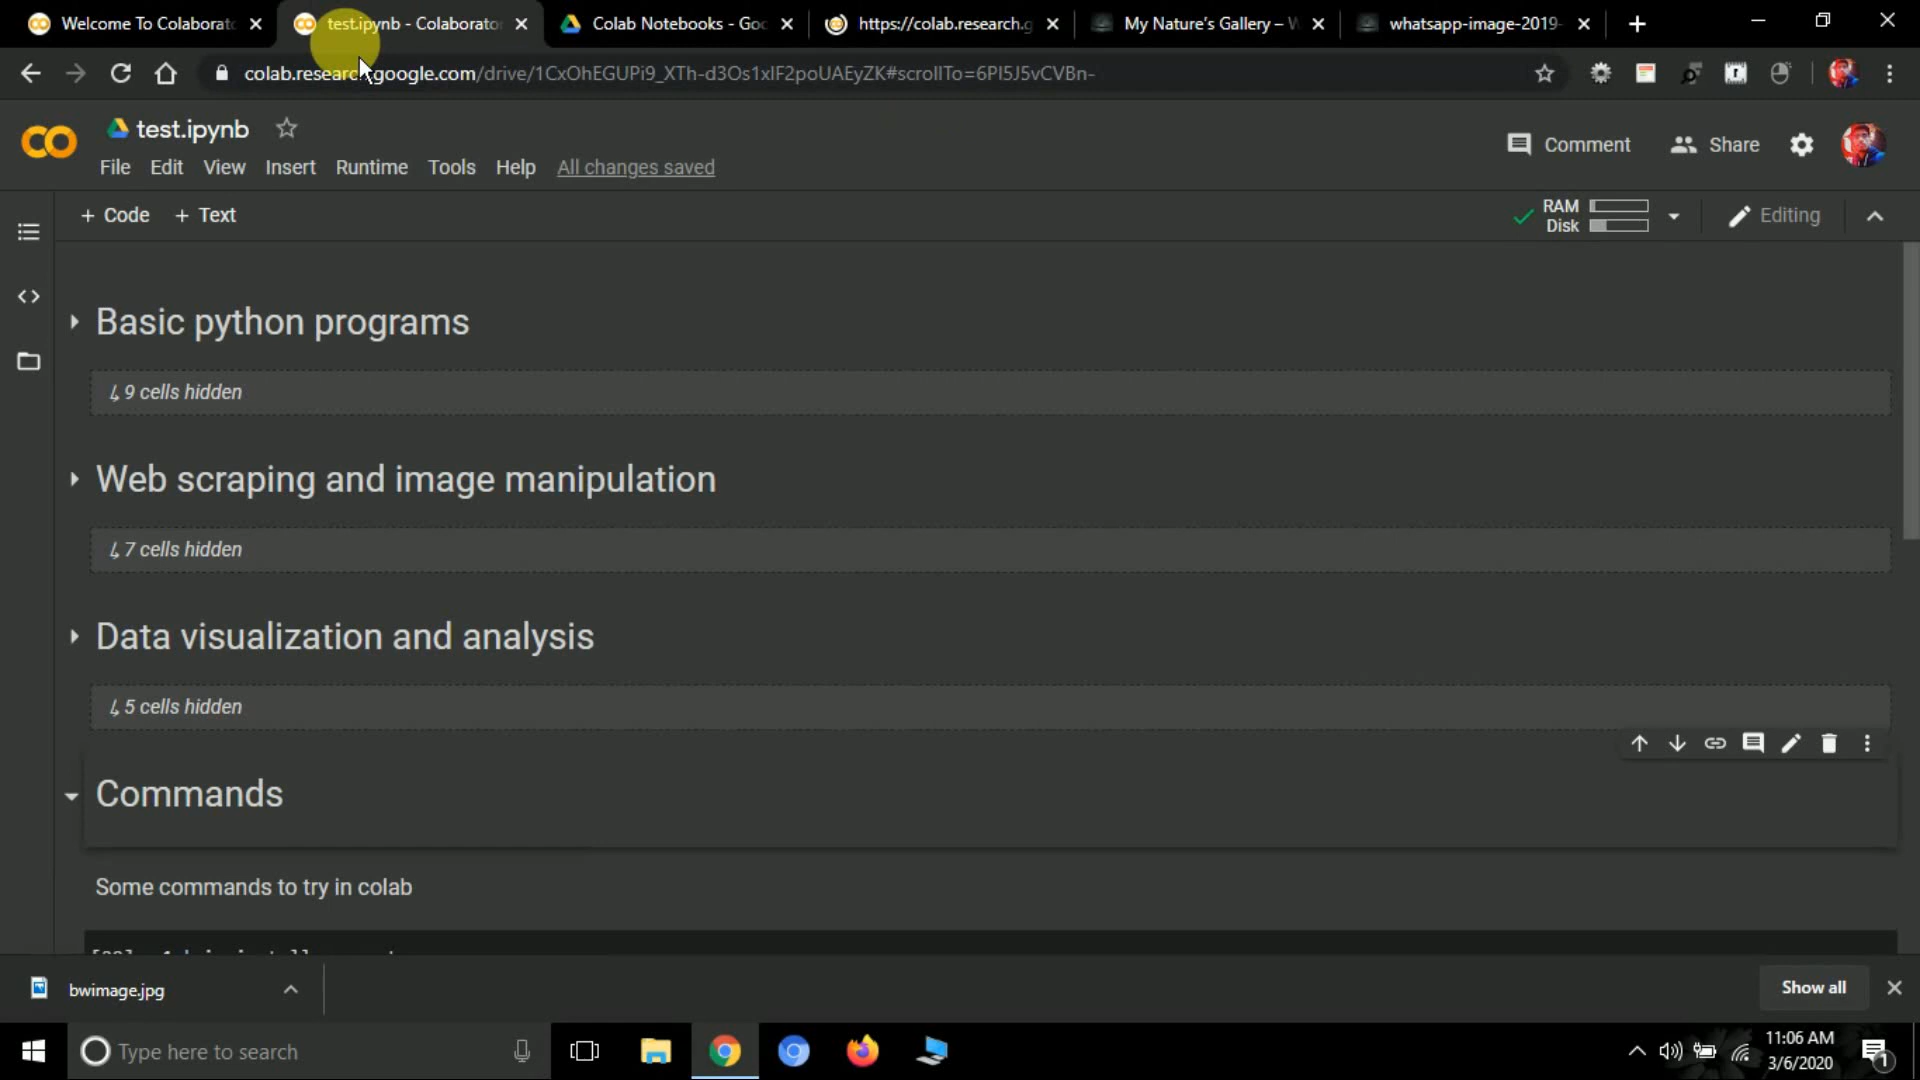 Welcome To Colaborat
test.ipynb - Colaborato
Colab Notebooks - Goo
https://colab.research.g
My Nature's Gallery – W
whatsapp-image-2019-
colab.research.google.com/drive/1CxOhEGUPi9_XTh-d3Os1xIF2poUAEyZK#scrollTo=6PI5J5vCVBn-
test.ipynb
Comment
Share
File Edit View Insert Runtime Tools Help All changes saved
+ Code + Text
RAM
Disk
Editing
Basic python programs
9 cells hidden
Web scraping and image manipulation
7 cells hidden
Data visualization and analysis
5 cells hidden
Commands
Some commands to try in colab
bwimage.jpg
Show all
Type here to search
11:06 AM
3/6/2020
1